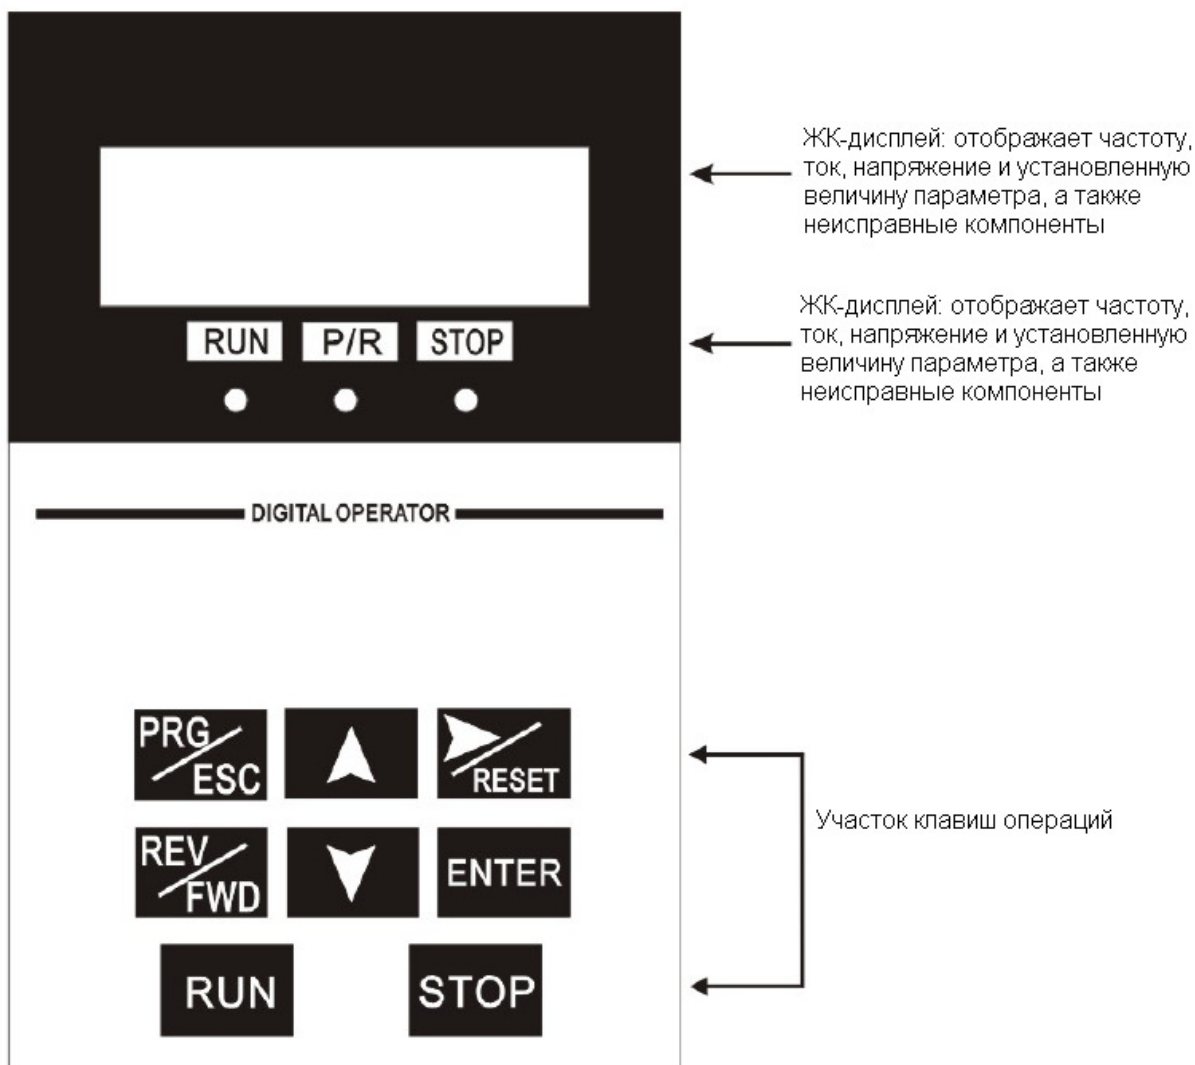 ЖК-дисплей: отображает частоту,
ток, напряжение и установленную
величину параметра, а также
неисправные компоненты
ЖК-дисплей: отображает частоту,
ток, напряжение и установленную
величину параметра, а также
неисправные компоненты
RUN P/R STOP
DIGITAL OPERATOR
PRG/ESC RESET
Участок клавиш операций
REV/FWD ENTER
RUN STOP